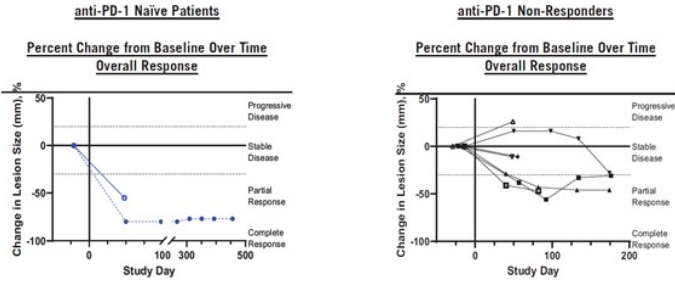 anti-PD-1 Naïve Patients
Percent Change from Baseline Over Time
Overall Response
Change in Lesion Size (mm), %
50
0
-50
-100
Progressive
Disease
Stable
Disease
Partial
Response
Complete
Response
0
100
300
500
Study Day
anti-PD-1 Non-Responders
Percent Change from Baseline Over Time
Overall Response
Change in Lesion Size (mm), %
50
0
-50
-100
Progressive
Disease
Stable
Disease
Partial
Response
Complete
Response
0
100
200
Study Day